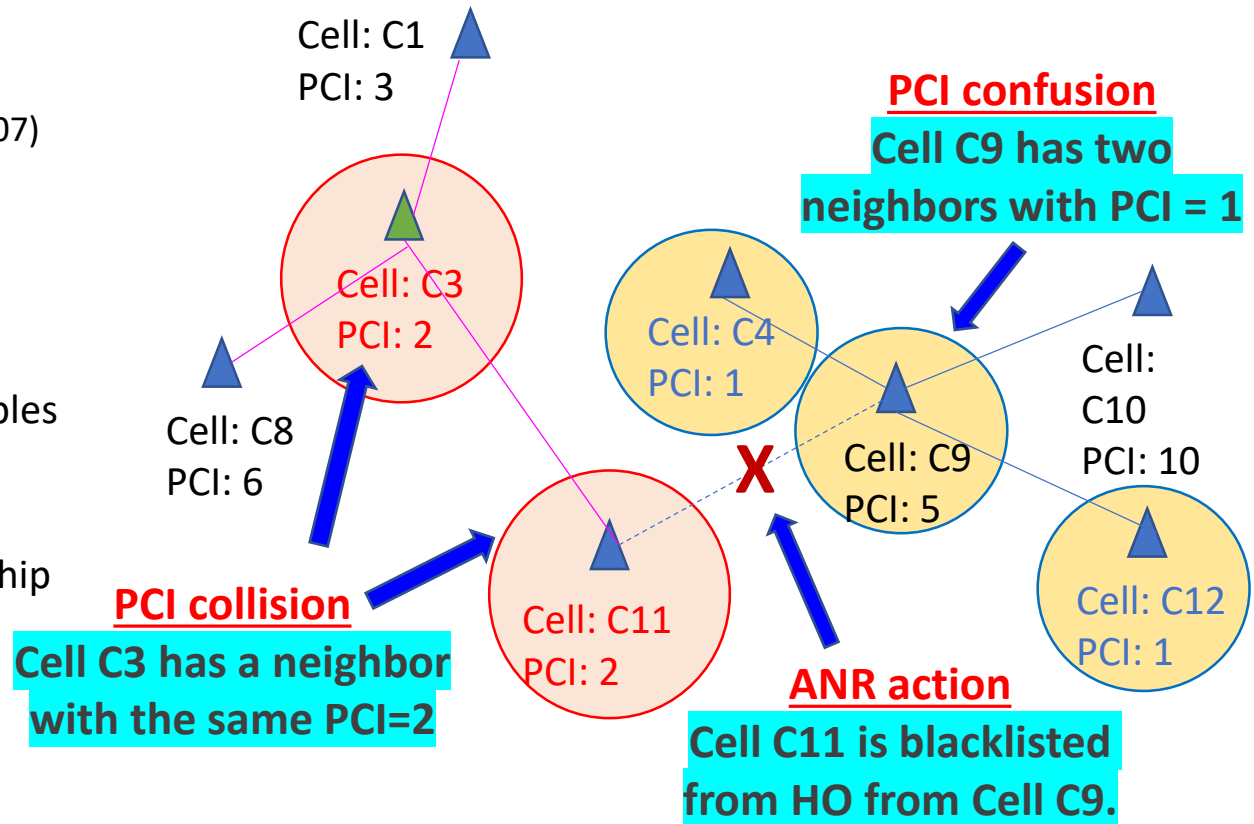 Cell: C1
PCI: 3
07)
PCI confusion
Cell C9 has two
neighbors with PCI = 1
Cell: C3
PCI: 2
Cell: C4
PCI: 1
Cell:
C10
PCI: 10
ples
Cell: C8
PCI: 6
X
Cell: C9
PCI: 5
hip
PCI collision
Cell C3 has a neighbor
with the same PCI=2
Cell: C11
PCI: 2
Cell: C12
PCI: 1
ANR action
Cell C11 is blacklisted
from HO from Cell C9.